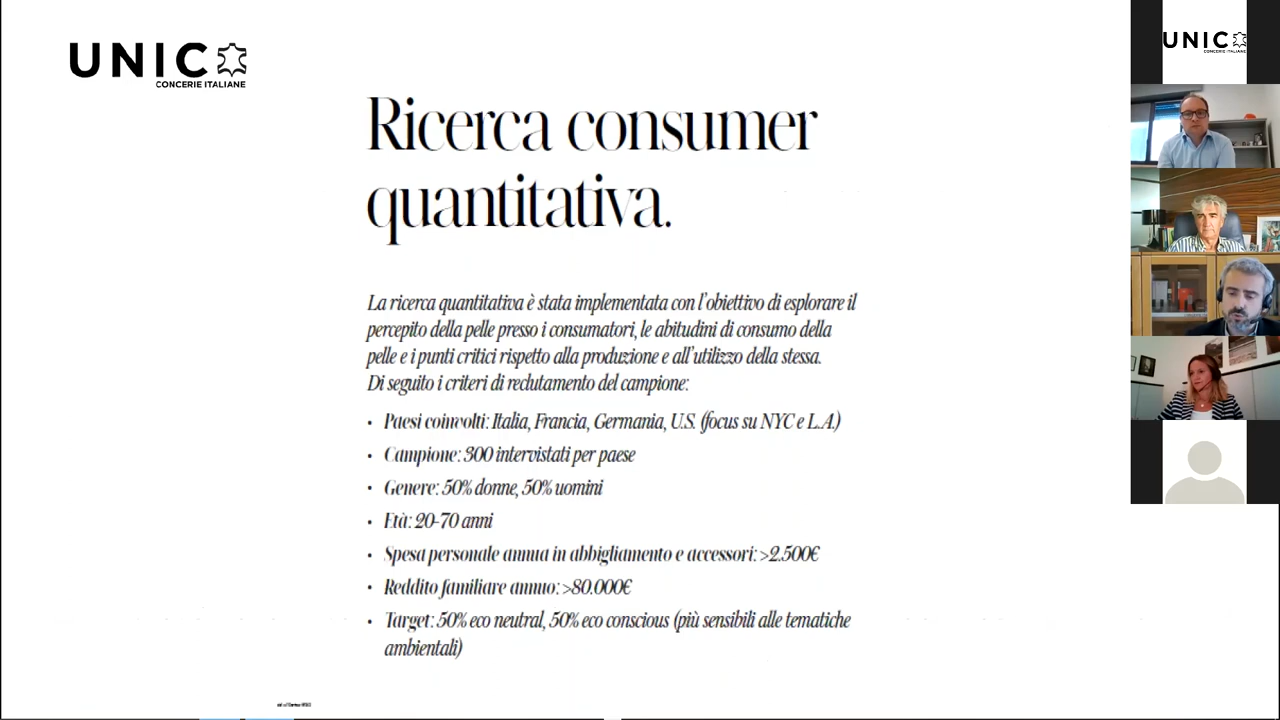 UNIC
CONCERIE ITALIANE
Ricerca consumer
quantitativa.
La ricerca quantitativa è stata implementata con l'obiettivo di esplorare il
percepito della pelle presso i consumatori, le abitudini di consumo della
pelle e i punti critici rispetto alla produzione e all'utilizzo della stessa.
Di seguito i criteri di reclutamento del campione:
• Paesi coinvolti: Italia, Francia, Germania, U.S. (focus su NYC e L.A.)
• Campione: 300 intervistati per paese
• Genere: 50% donne, 50% uomini
• Età: 20-70 anni
• Spesa personale annua in abbigliamento e accessori: >2.500€
• Reddito familiare annuo: >80.000€
• Target: 50% eco neutral, 50% eco conscious (più sensibili alle tematiche
ambientali)
UNIC
CONCERIE ITALIANE